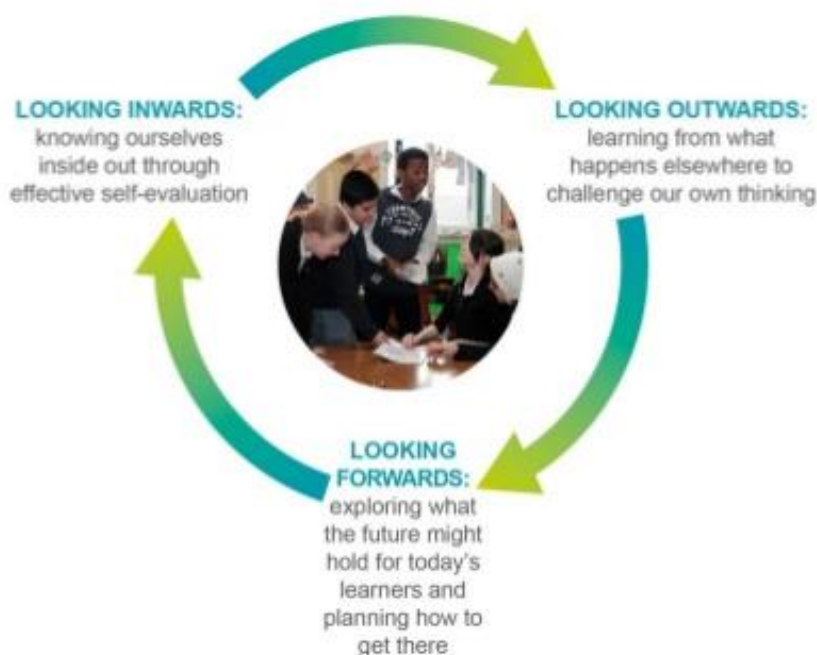 LOOKING INWARDS:
knowing ourselves
inside out through
effective self-evaluation
LOOKING OUTWARDS:
learning from what
happens elsewhere to
challenge our own thinking
LOOKING
FORWARDS:
exploring what
the future might
hold for today's
learners and
planning how to
get there